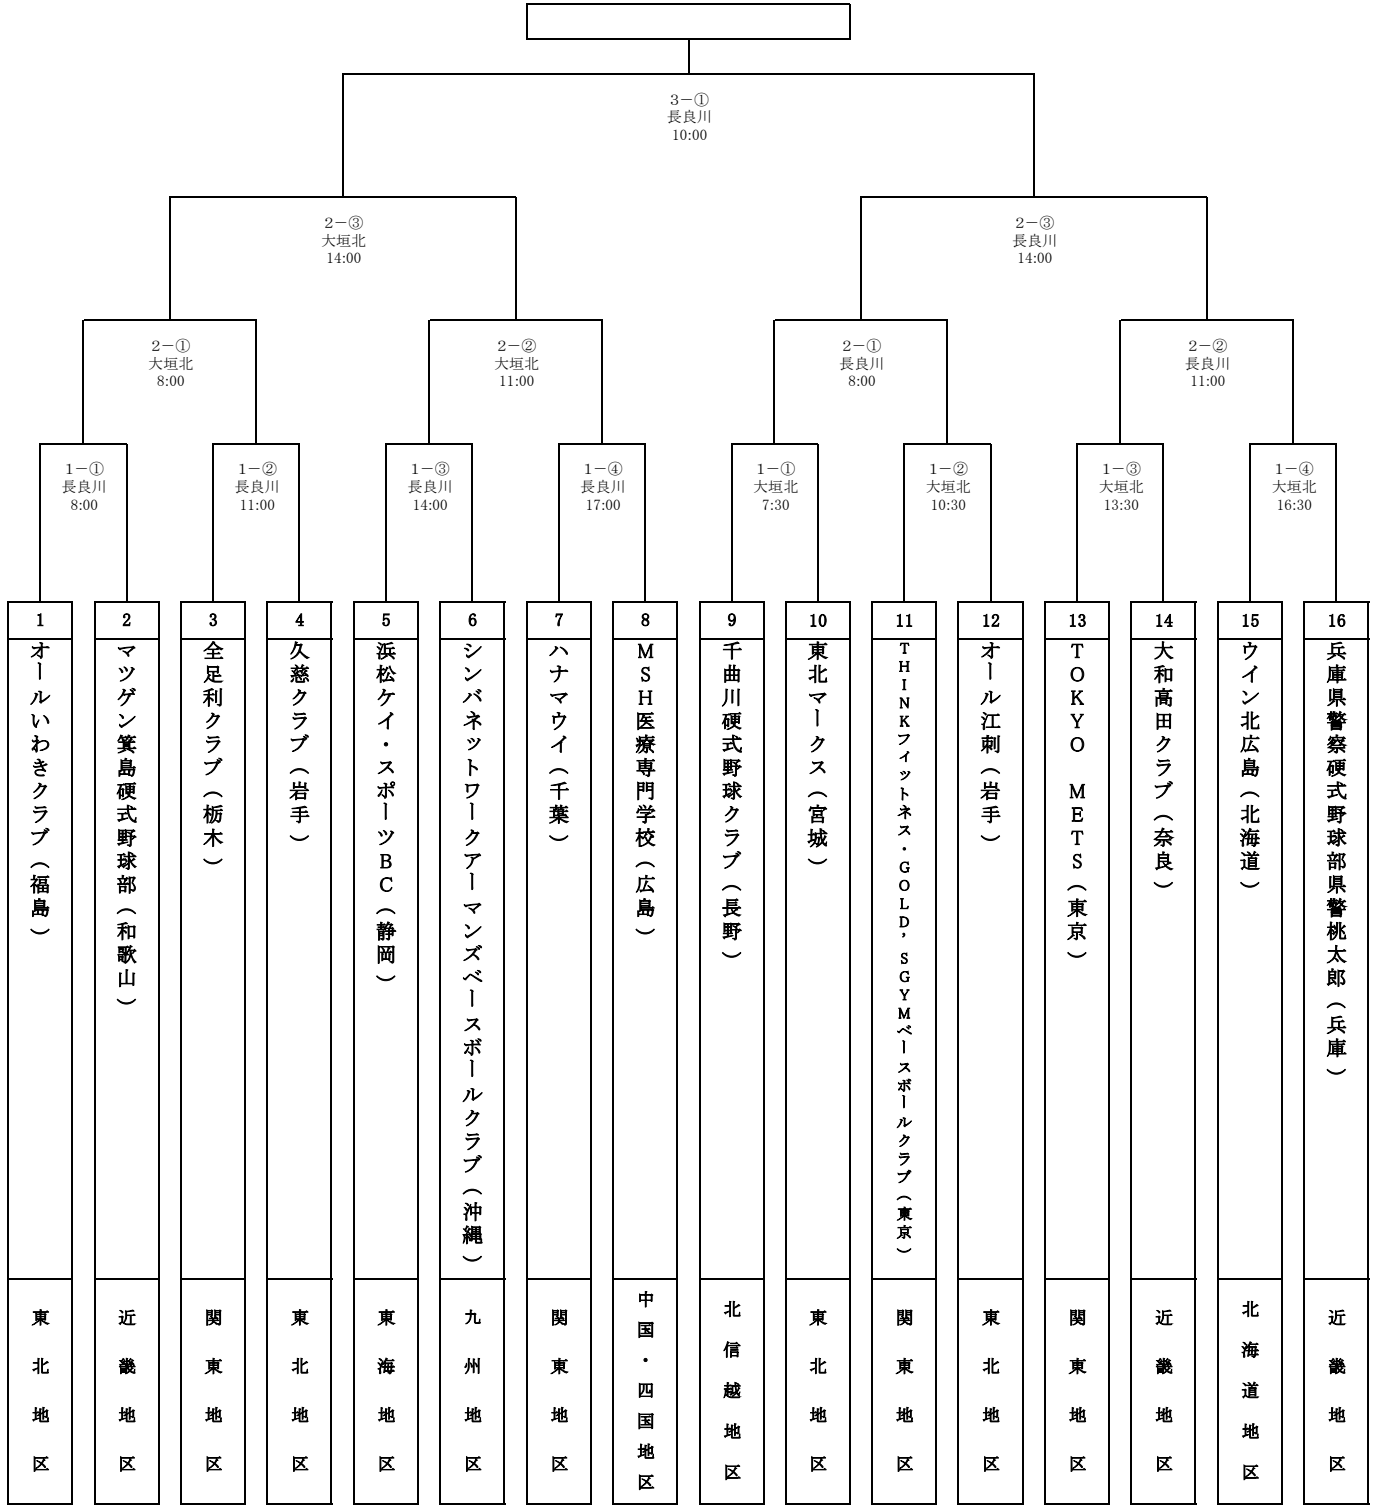 3－①
長良川
10:00
2－③
大垣北
14:00
2－③
長良川
14:00
2－①
大垣北
8:00
2－②
大垣北
11:00
2－①
長良川
8:00
2－②
長良川
11:00
1－①
長良川
8:00
1－②
長良川
11:00
1－③
長良川
14:00
1－④
長良川
17:00
1－①
大垣北
7:30
1－②
大垣北
10:30
1－③
大垣北
13:30
1－④
大垣北
16:30
1
オールいわきクラブ（福島）
東北地区
2
マツゲン箕島硬式野球部（和歌山）
近畿地区
3
全足利クラブ（栃木）
関東地区
4
久慈クラブ（岩手）
東北地区
5
浜松ケイ・スポーツBC（静岡）
東海地区
6
シンバネットワークアーマンズベースボールクラブ（沖縄）
九州地区
7
ハナマウイ（千葉）
関東地区
8
MSH医療専門学校（広島）
中国・四国地区
9
千曲川硬式野球クラブ（長野）
北信越地区
10
東北マークス（宮城）
東北地区
11
THINKフィットネス・GOLD'SGYMベースボールクラブ（東京）
関東地区
12
オール江刺（岩手）
東北地区
13
TOKYO METS（東京）
関東地区
14
大和高田クラブ（奈良）
近畿地区
15
ウイン北広島（北海道）
北海道地区
16
兵庫県警察硬式野球部県警桃太郎（兵庫）
近畿地区